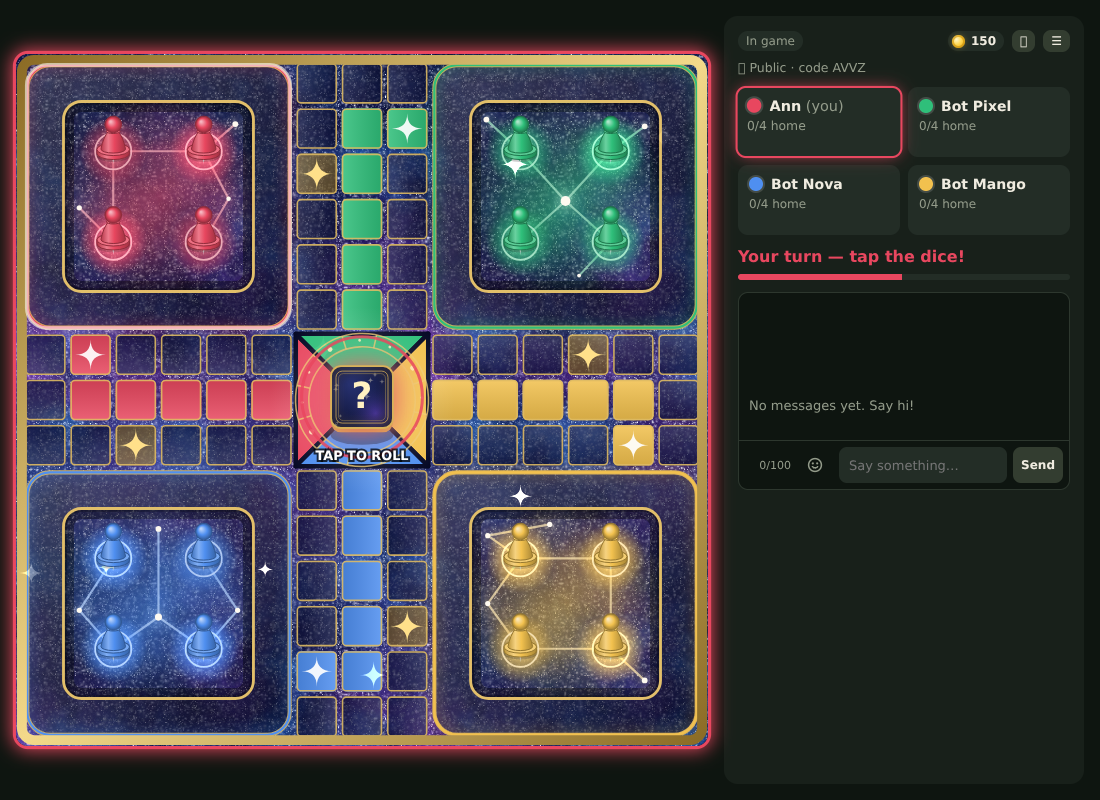 In game
150
Public · code AVVZ
Ann (you)
0/4 home
Bot Pixel
0/4 home
Bot Nova
0/4 home
Bot Mango
0/4 home
Your turn — tap the dice!
?
TAP TO ROLL
No messages yet. Say hi!
0/100
Say something...
Send